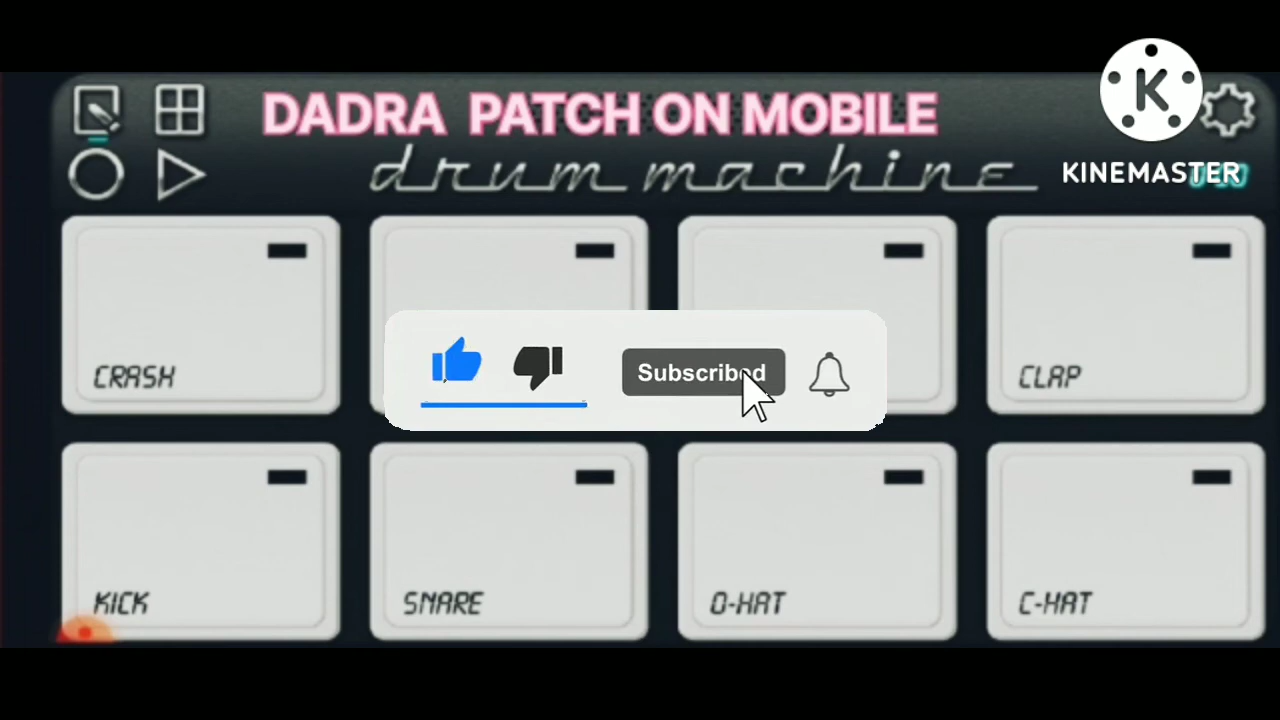 DADRA PATCH ON MOBILE
drum machine
K
KINEMASTER
CRASH
CLAP
Subscribed
KICK
SNARE
O-HAT
C-HAT